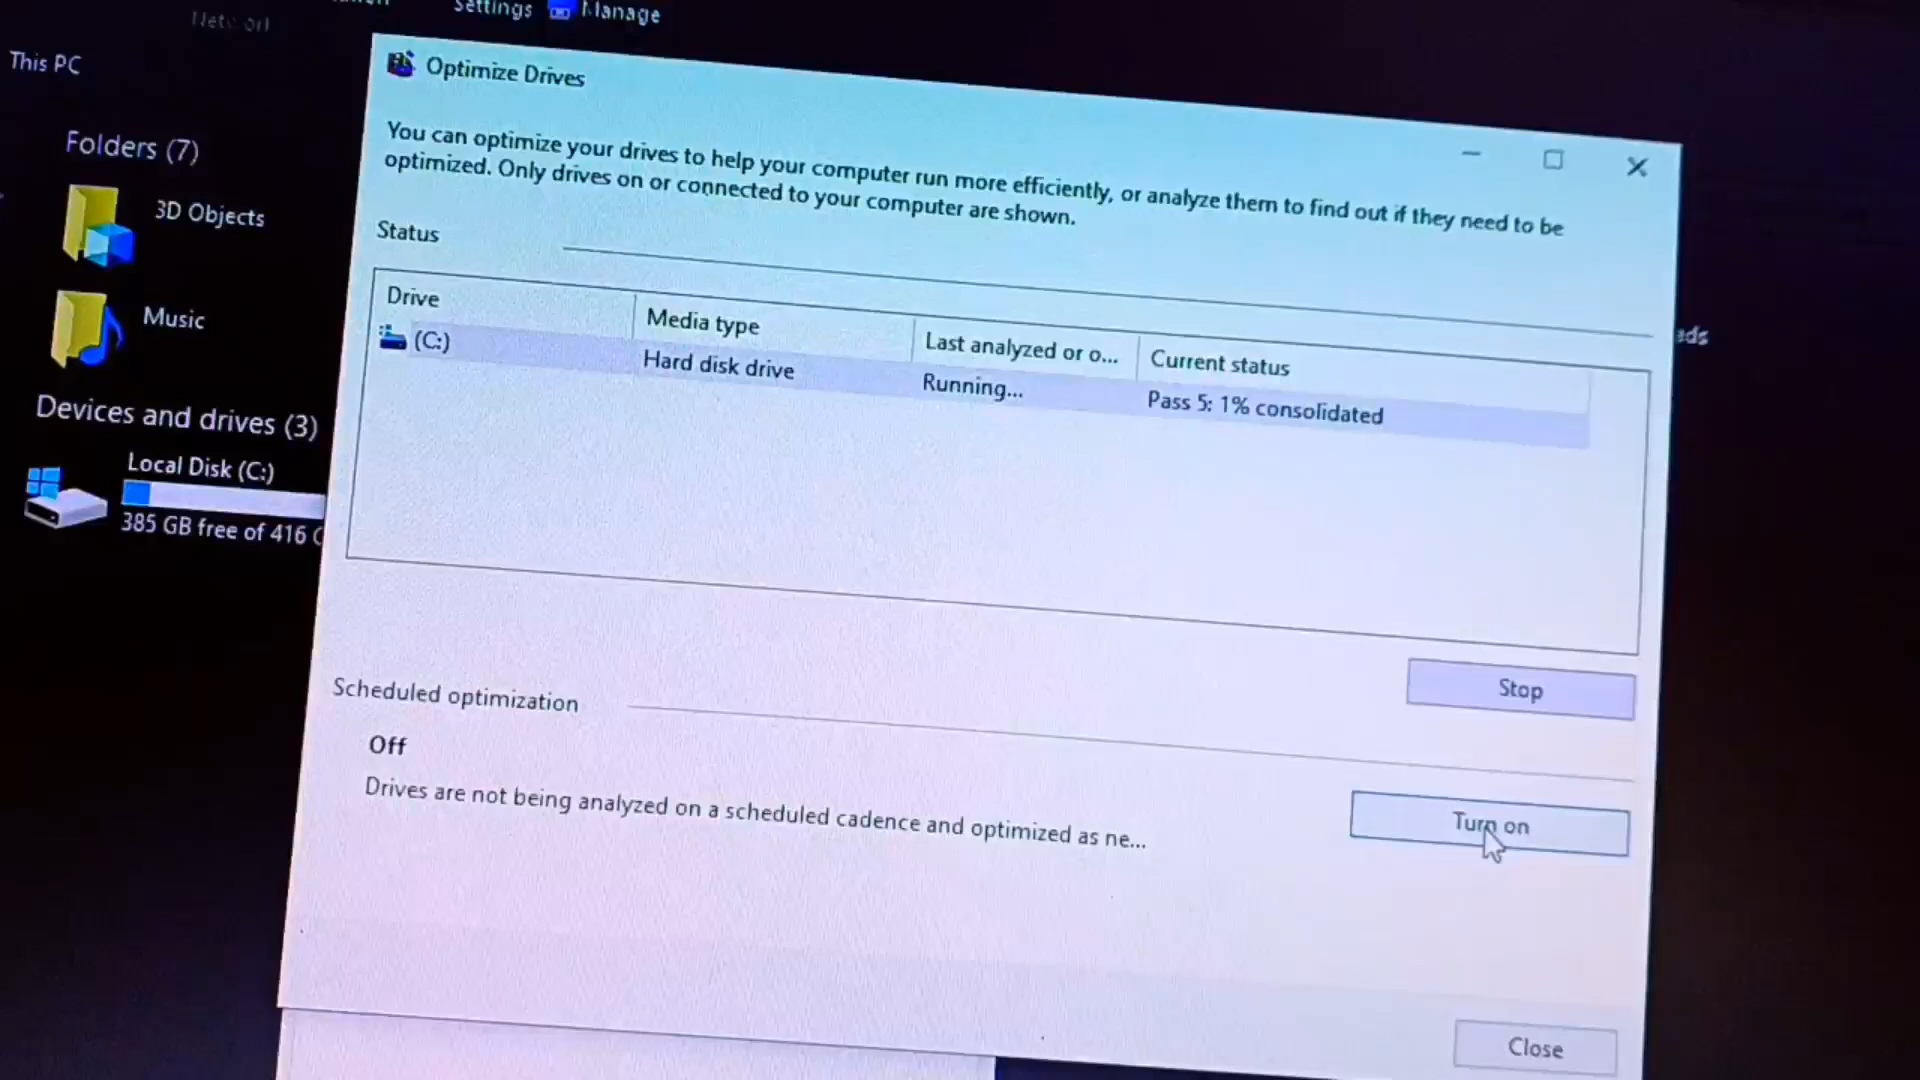 Settings
Manage
This PC
Folders (7)
3D Objects
Music
Devices and drives (3)
Local Disk (C:)
385 GB free of 416
Optimize Drives
You can optimize your drives to help your computer run more efficiently, or analyze them to find out if they need to be
optimized. Only drives on or connected to your computer are shown.
Status
Drive
Media type
Last analyzed or o...
Current status
(C:)
Hard disk drive
Running...
Pass 5: 1% consolidated
Stop
Scheduled optimization
Off
Drives are not being analyzed on a scheduled cadence and optimized as ne...
Turn on
Close